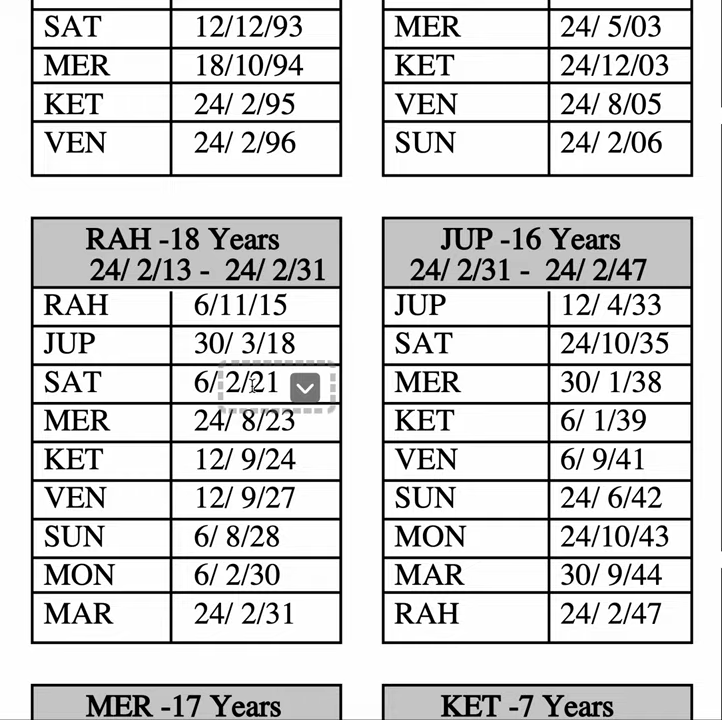 SAT 12/12/93
MER 18/10/94
KET 24/ 2/95
VEN 24/ 2/96
MER 24/ 5/03
KET 24/12/03
VEN 24/ 8/05
SUN 24/ 2/06
RAH -18 Years
24/ 2/13 - 24/ 2/31
RAH 6/11/15
JUP 30/ 3/18
SAT 6/ 2/21
MER 24/ 8/23
KET 12/ 9/24
VEN 12/ 9/27
SUN 6/ 8/28
MON 6/ 2/30
MAR 24/ 2/31
JUP -16 Years
24/ 2/31 - 24/ 2/47
JUP 12/ 4/33
SAT 24/10/35
MER 30/ 1/38
KET 6/ 1/39
VEN 6/ 9/41
SUN 24/ 6/42
MON 24/10/43
MAR 30/ 9/44
RAH 24/ 2/47
MER -17 Years
KET -7 Years